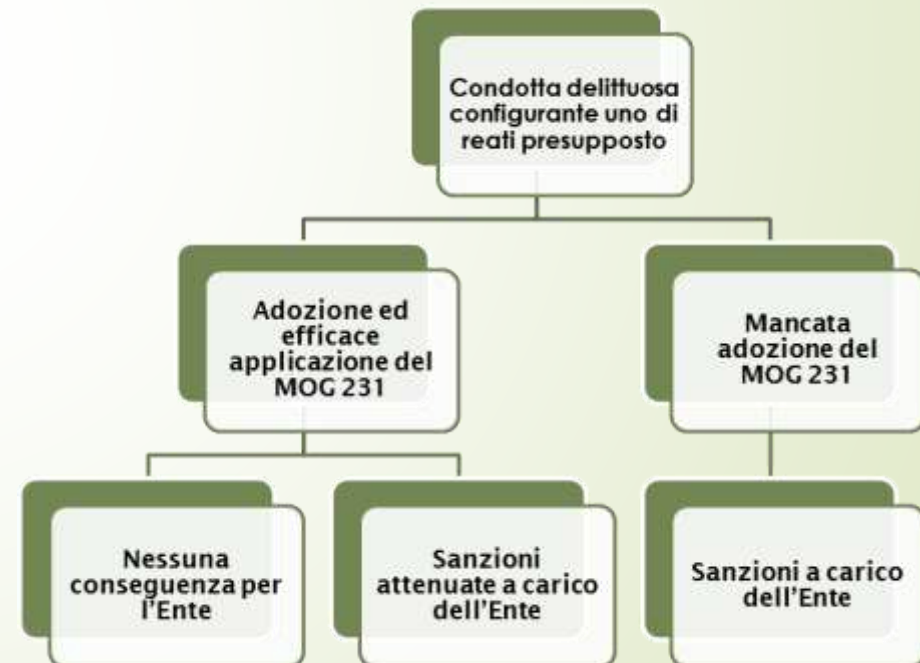 Condotta delittuosa
configurante uno di
reati presupposto
Adozione ed
efficace
applicazione del
MOG 231
Mancata
adozione del
MOG 231
Nessuna
conseguenza per
l'Ente
Sanzioni
attenuate a carico
dell'Ente
Sanzioni a carico
dell'Ente